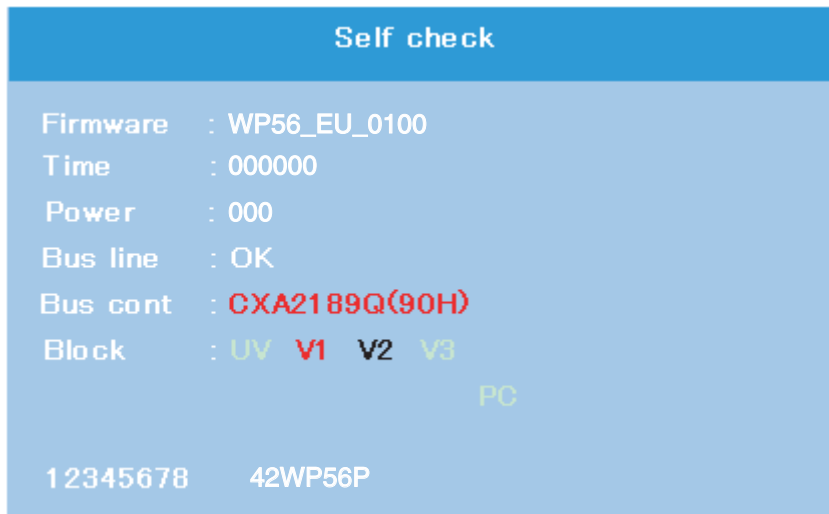 Self check
Firmware : WP56_EU_0100
Time : 000000
Power : 000
Bus line : OK
Bus cont : CXA2189Q(90H)
Block : UV V1 V2 V3
PC
12345678 42WP56P